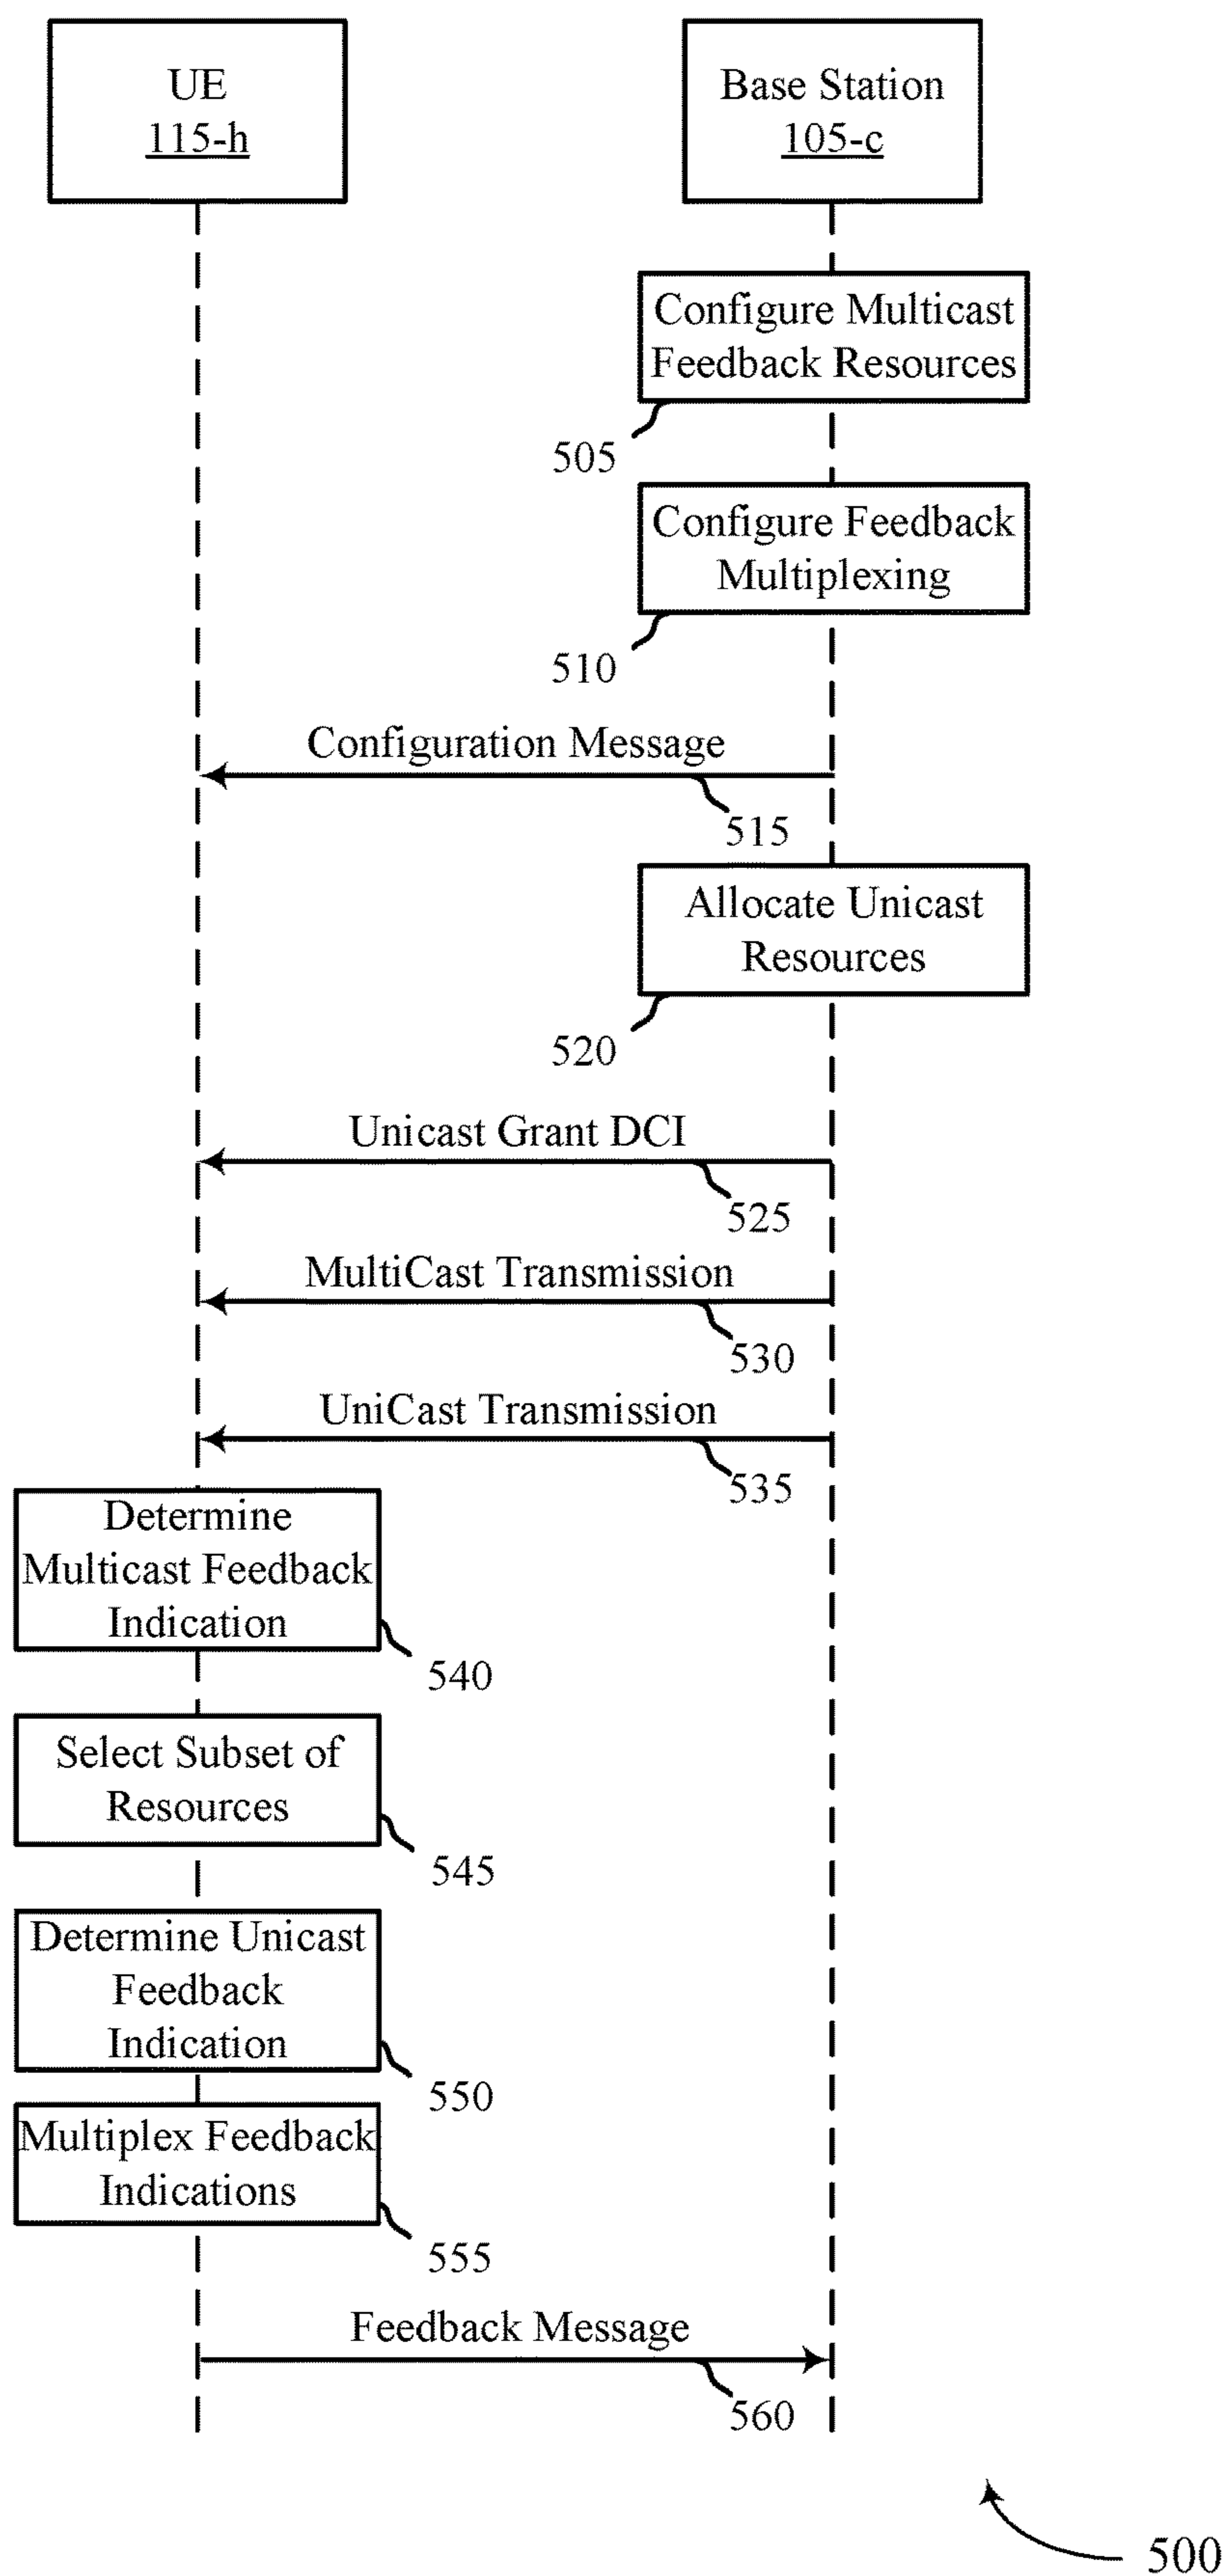 UE
115-h
Base Station
105-c
Configure Multicast
Feedback Resources
505
Configure Feedback
Multiplexing
510
Configuration Message
515
Allocate Unicast
Resources
520
Unicast Grant DCI
525
MultiCast Transmission
530
UniCast Transmission
535
Determine
Multicast Feedback
Indication
540
Select Subset of
Resources
545
Determine Unicast
Feedback
Indication
550
Multiplex Feedback
Indications
555
Feedback Message
560
500